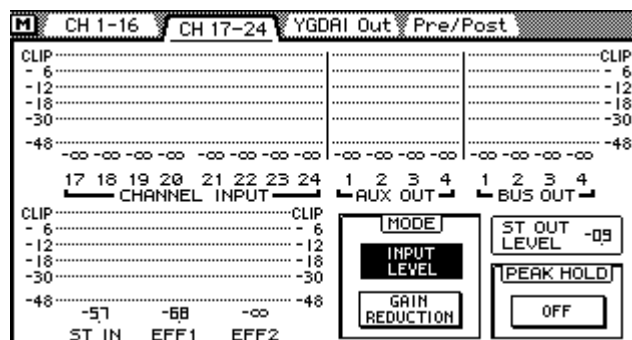 M CH 1-16 CH 17-24 YGDAI Out Pre/Post
CLIP CLIP
- 6 - 6
-12 -12
-18 -18
-30 -30
-48 -48
-∞ -∞ -∞ -∞ -∞ -∞ -∞ -∞ -∞ -∞ -∞ -∞ -∞ -∞ -∞ -∞
17 18 19 20 21 22 23 24 1 2 3 4 1 2 3 4
CHANNEL INPUT AUX OUT BUS OUT
CLIP CLIP
- 6 - 6
-12 -12
-18 -18
-30 -30
-48 -48
-57 -68 -∞
ST IN EFF1 EFF2
MODE
INPUT
LEVEL
GAIN
REDUCTION
ST OUT
LEVEL -09
PEAK HOLD
OFF